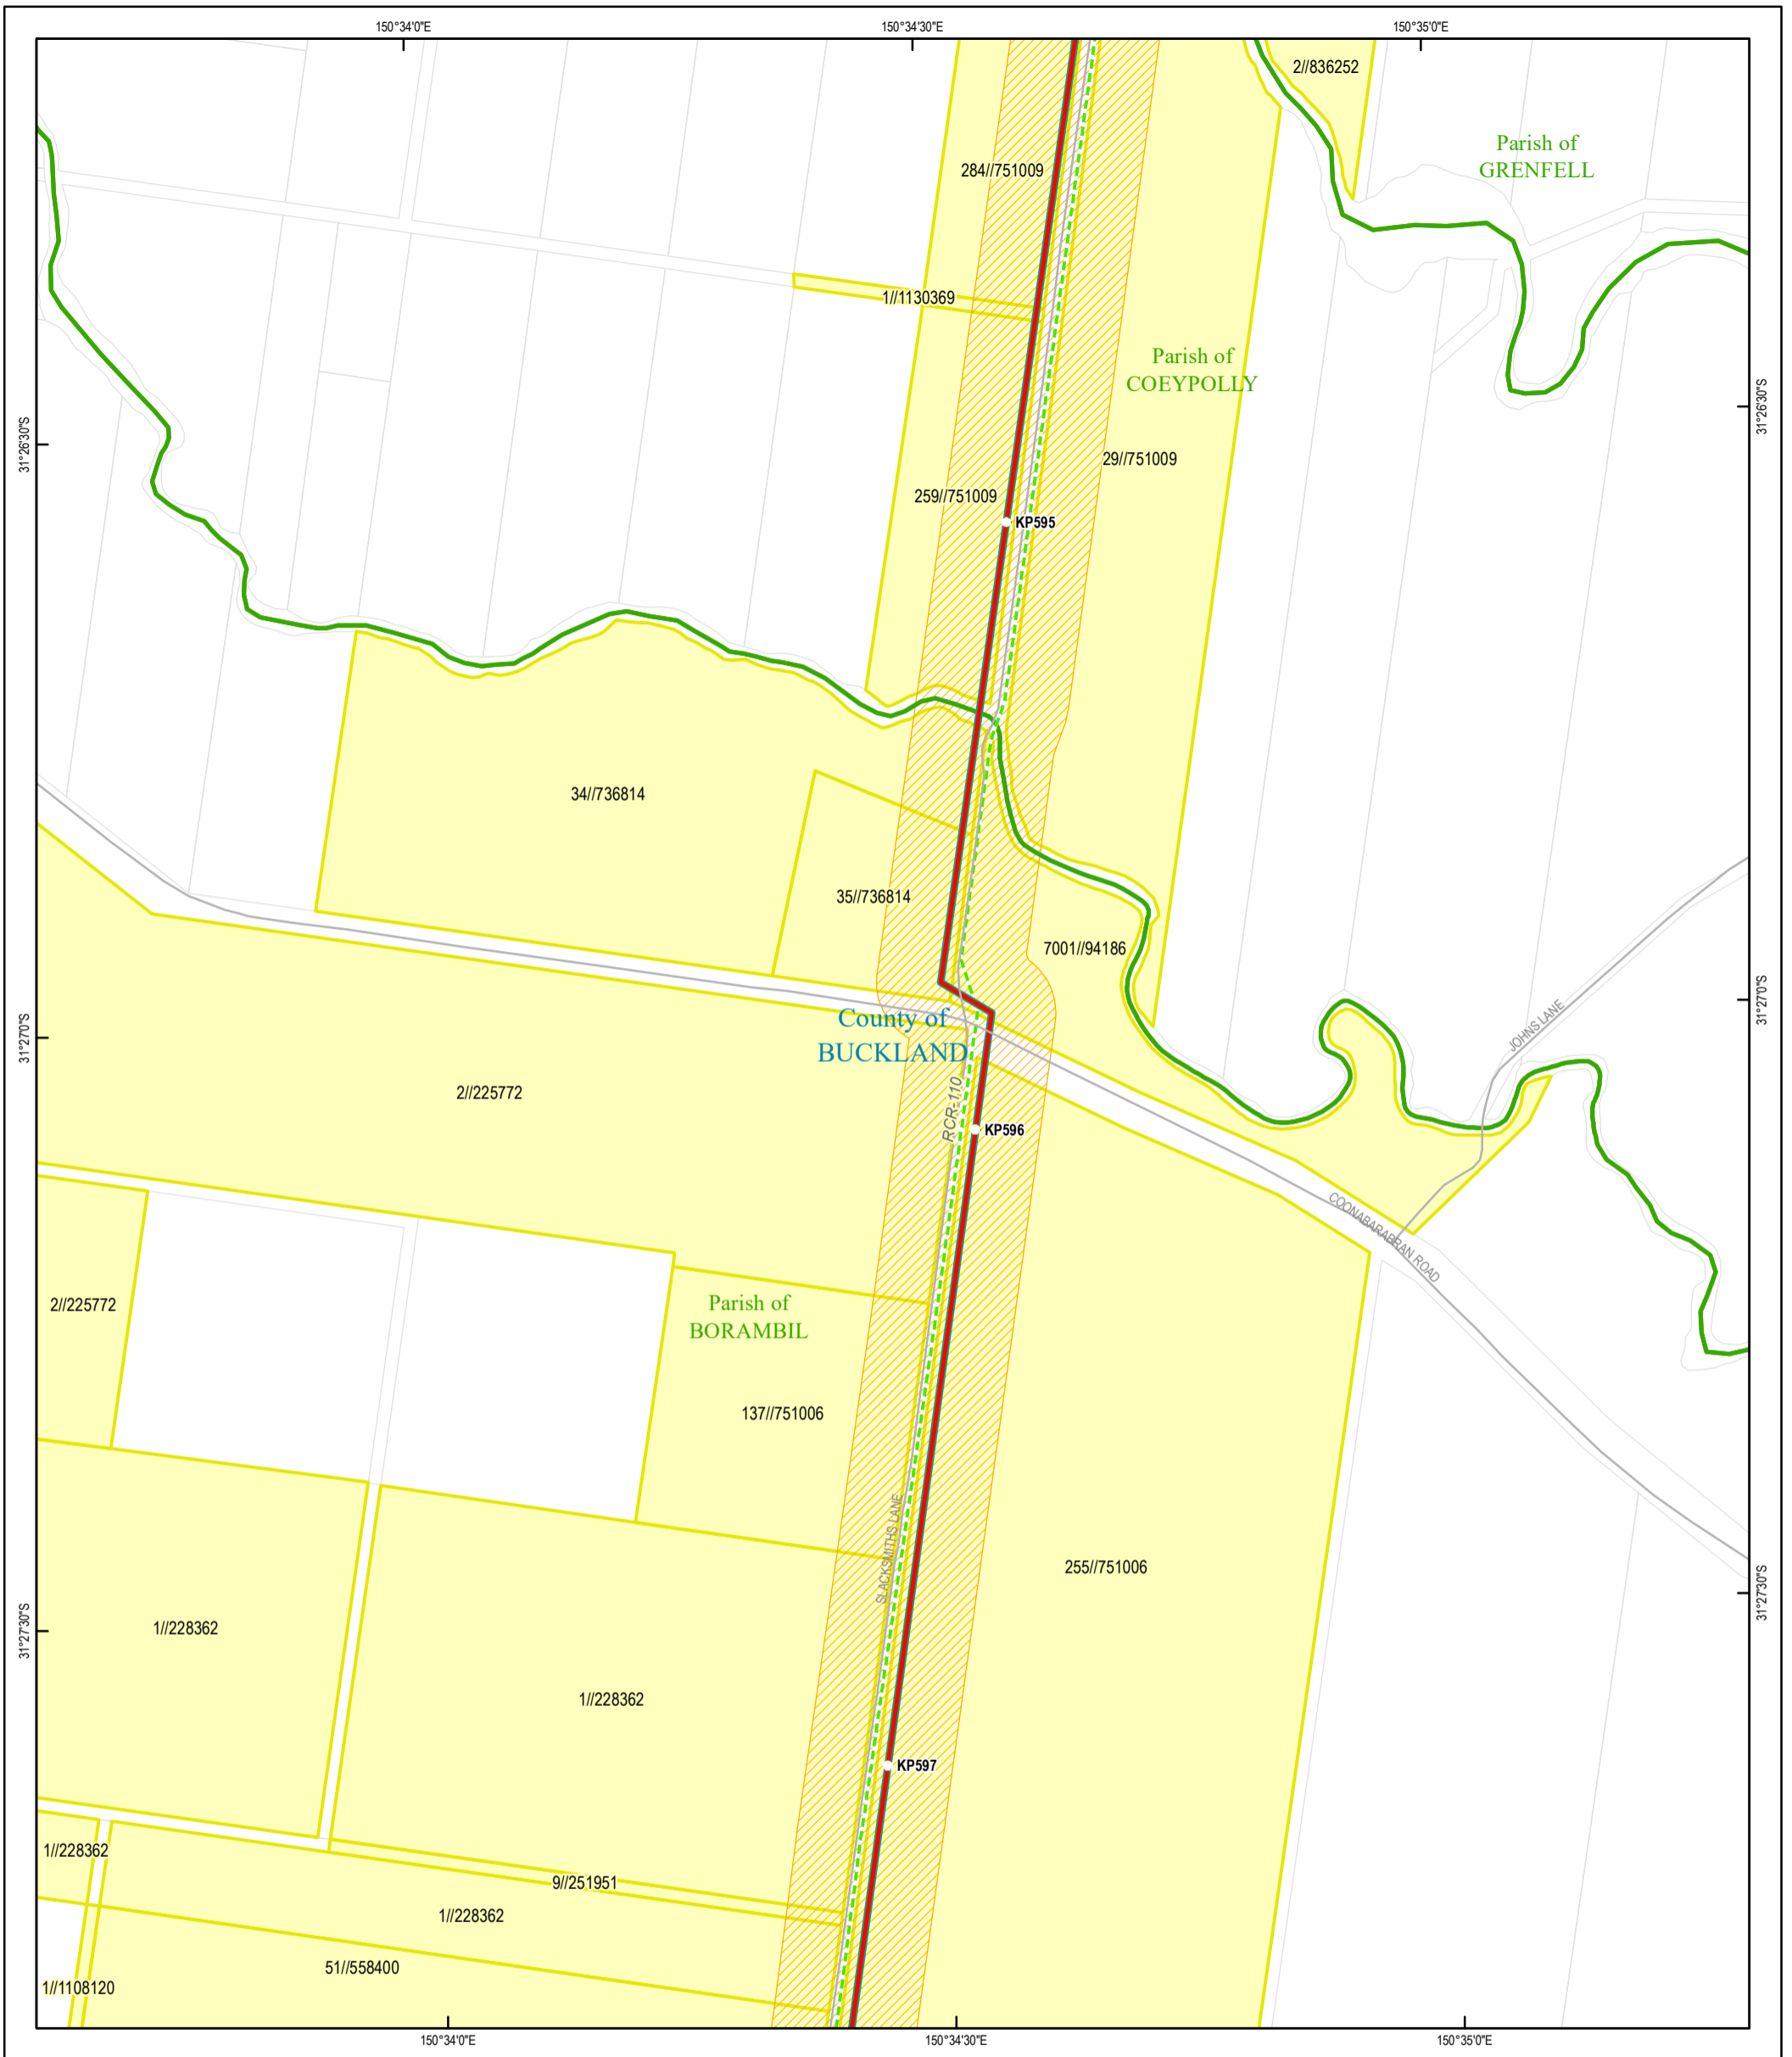 150°34'0"E
150°34'30"E
150°35'0"E
2//836252
Parish of
GRENFELL
284//751009
1//1130369
Parish of
COEYPOLLY
31°26'30"S
31°26'30"S
29//751009
259//751009
KP595
34//736814
35//736814
7001//94186
31°27'0"S
31°27'0"S
JOHNS LANE
County of
BUCKLAND
2//225772
RCR-110
KP596
COONABARABRAN ROAD
2//225772
Parish of
BORAMBIL
137//751006
SLACKSMITHS LANE
255//751006
31°27'30"S
31°27'30"S
1//228362
1//228362
KP597
1//228362
9//251951
1//228362
51//558400
1//1108120
150°34'0"E
150°34'30"E
150°35'0"E